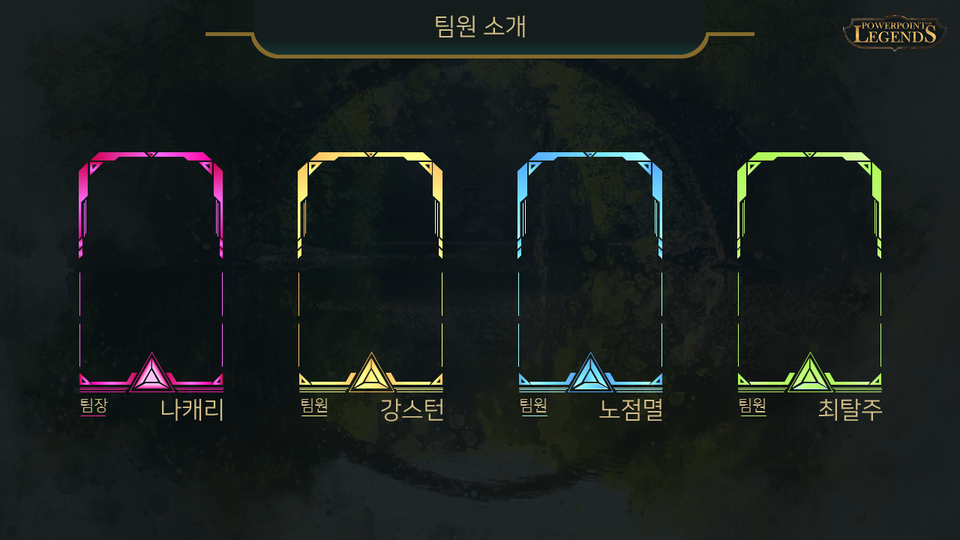 팀원 소개
POWERPOINT
LEGENDS
팀장 나캐리
팀원 강스턴
팀원 노점멸
팀원 최탈주